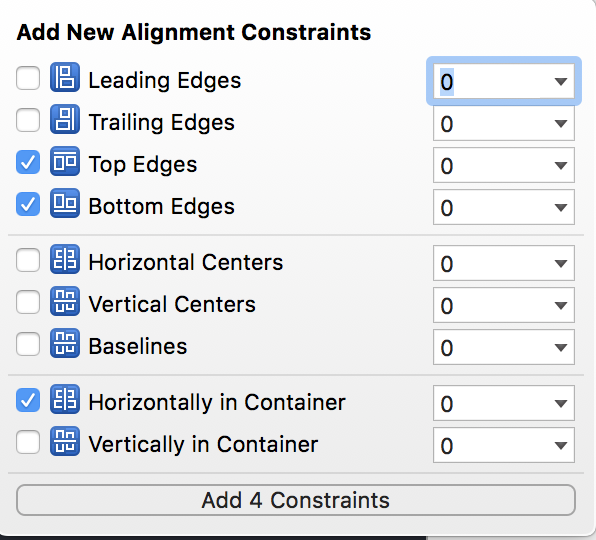 Add New Alignment Constraints
Leading Edges 0
Trailing Edges 0
Top Edges 0
Bottom Edges 0
Horizontal Centers 0
Vertical Centers 0
Baselines 0
Horizontally in Container 0
Vertically in Container 0
Add 4 Constraints